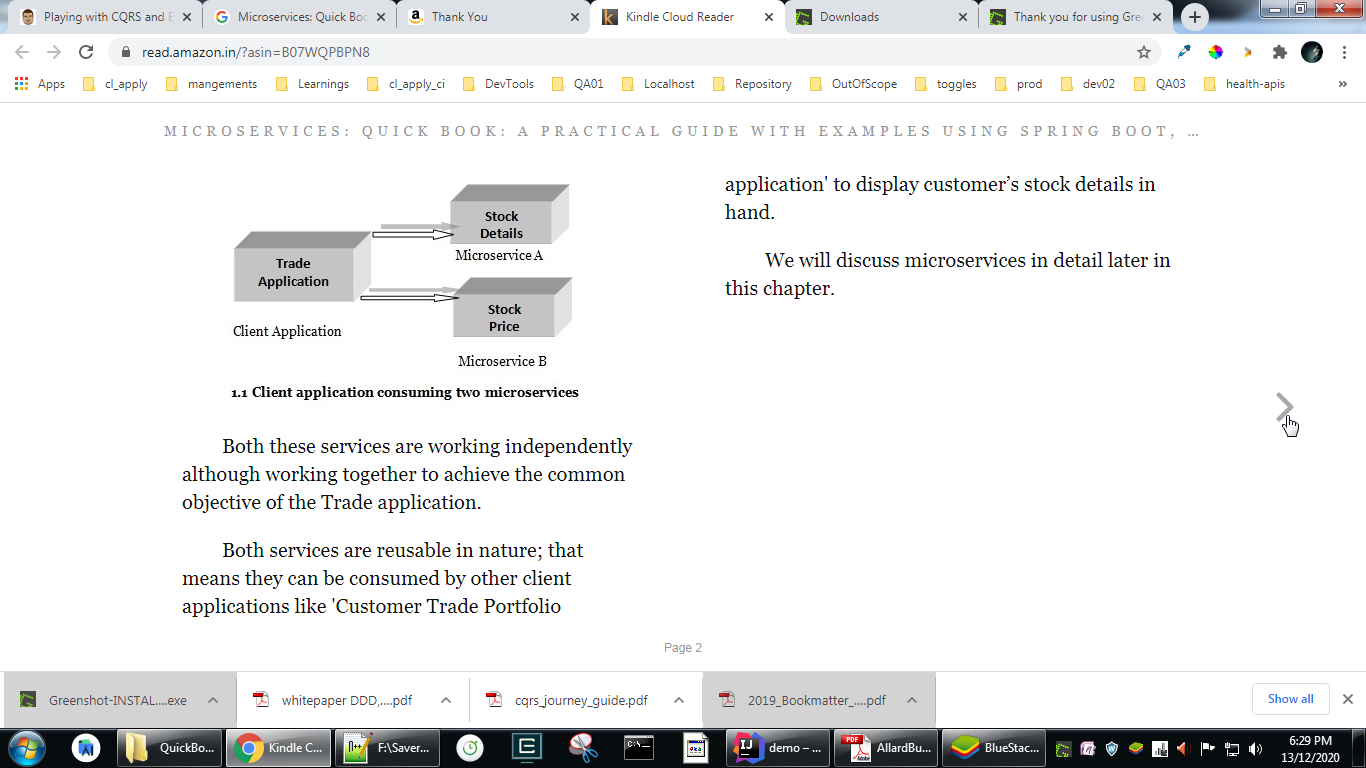 Playing with CQRS and E
Microservices: Quick Boo
Thank You
Kindle Cloud Reader
Downloads
Thank you for using Gre
read.amazon.in/?asin=B07WQPBPN8
Apps
cl_apply
mangements
Learnings
cl_apply_ci
DevTools
QA01
Localhost
Repository
OutOfScope
toggles
prod
dev02
QA03
health-apis
»
MICROSERVICES: QUICK BOOK: A PRACTICAL GUIDE WITH EXAMPLES USING SPRING BOOT, ...
Stock
Details
Microservice A
Trade
Application
Client Application
Stock
Price
Microservice B
1.1 Client application consuming two microservices
Both these services are working independently
although working together to achieve the common
objective of the Trade application.
Both services are reusable in nature; that
means they can be consumed by other client
applications like 'Customer Trade Portfolio
application' to display customer’s stock details in
hand.
We will discuss microservices in detail later in
this chapter.
Page 2
Greenshot-INSTAL....exe
whitepaper DDD,....pdf
cqrs_journey_guide.pdf
2019_Bookmatter_....pdf
Show all
QuickBo...
Kindle C...
F:\Saver...
demo – ...
AllardBu...
BlueStac...
6:29 PM
13/12/2020